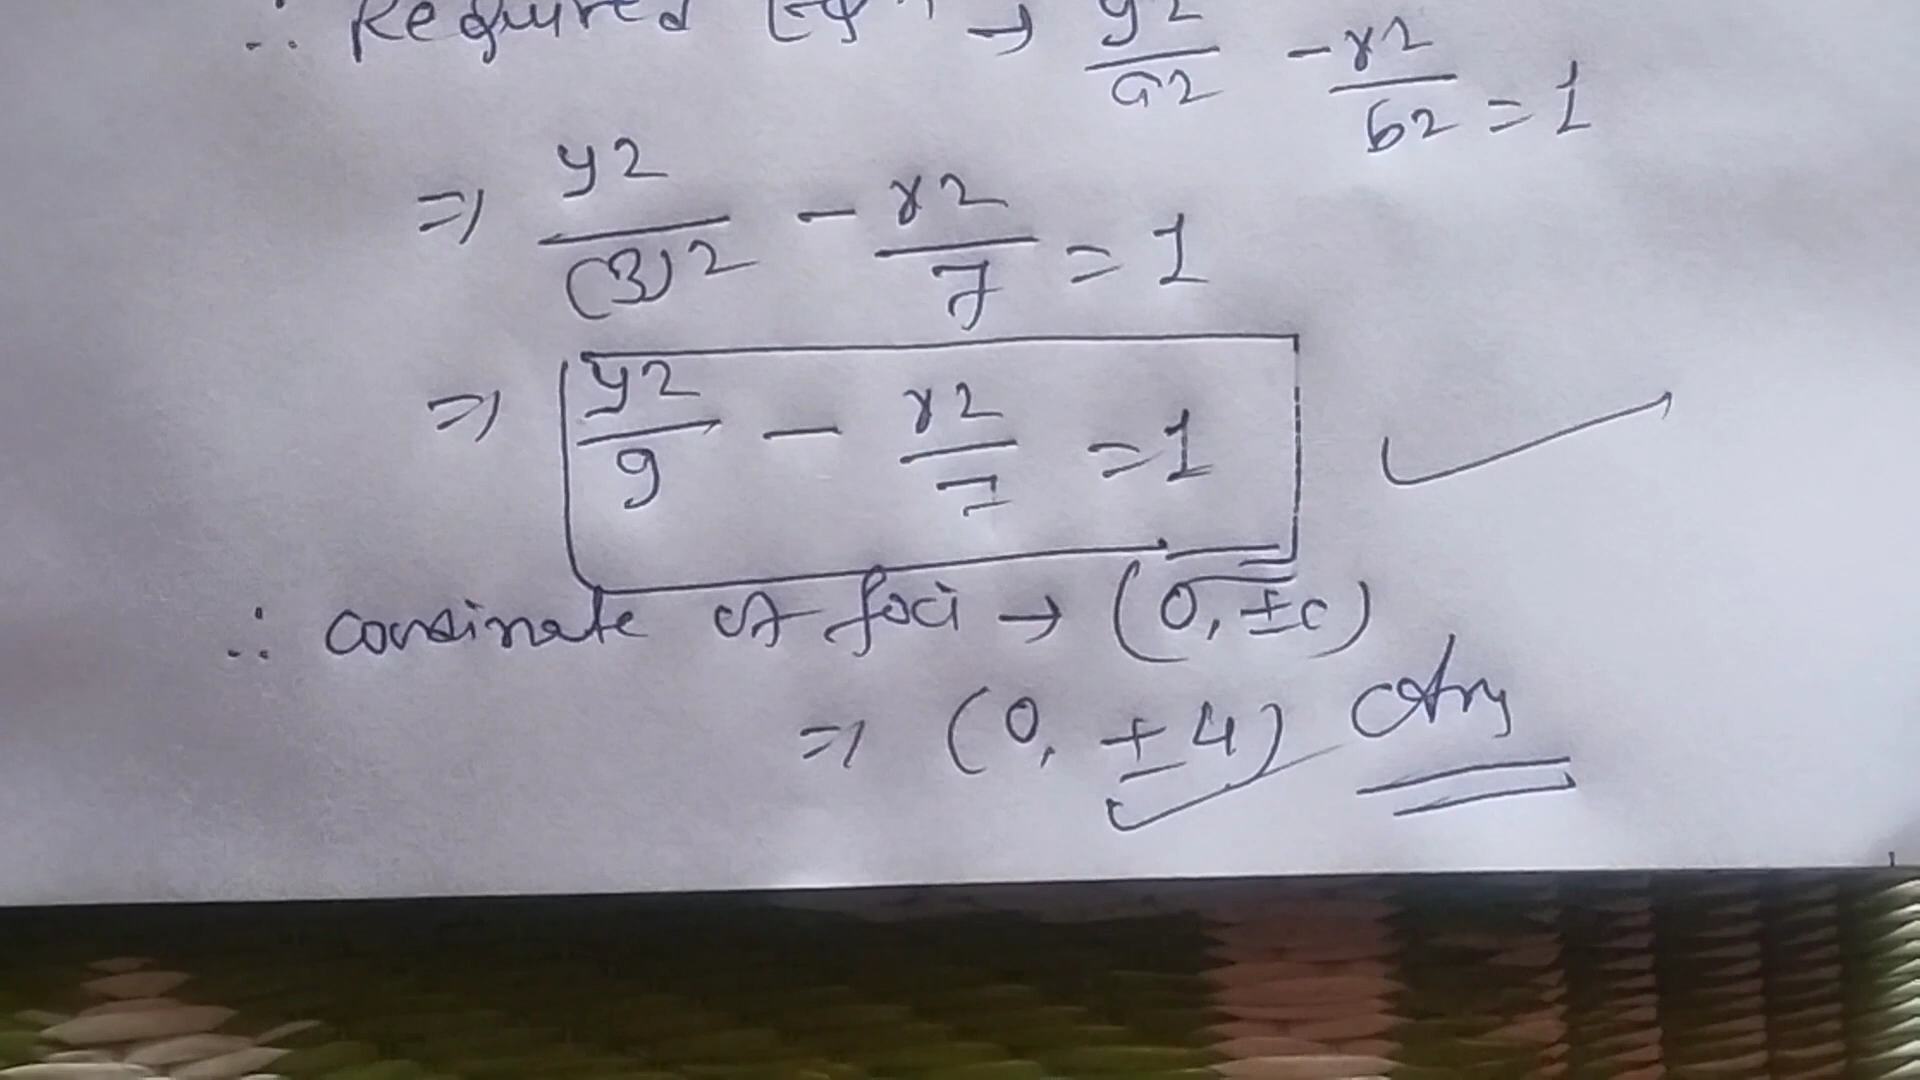 ∴ Required Eqⁿ → y2/a2 - x2/b2 = 1
⇒ y2/(3)2 - x2/7 = 1
⇒ y2/9 - x2/7 = 1
∴ coordinate of foci → (0, ±c)
⇒ (0, ±4) Ans